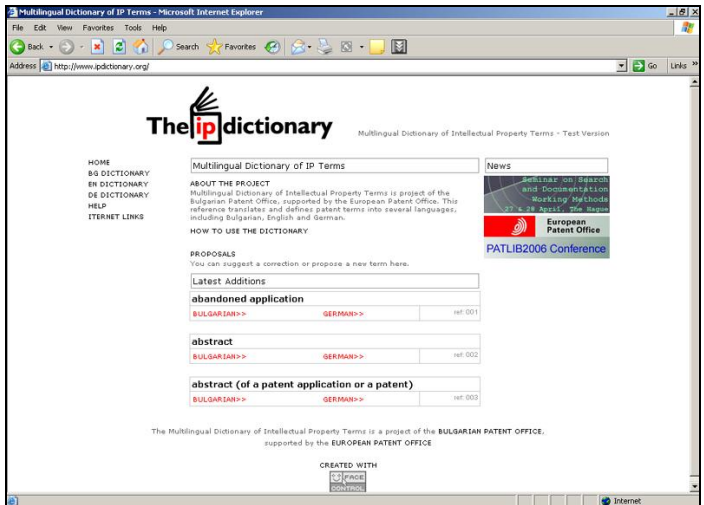 Multilingual Dictionary of IP Terms - Microsoft Internet Explorer
File Edit View Favorites Tools Help
Back Search Favorites
Address http://www.ipdictionary.org/ Go Links »
The ip dictionary
Multilingual Dictionary of Intellectual Property Terms - Test Version
HOME
BG DICTIONARY
EN DICTIONARY
DE DICTIONARY
HELP
ITERNET LINKS
Multilingual Dictionary of IP Terms
ABOUT THE PROJECT
Multilingual Dictionary of Intellectual Property Terms is project of the
Bulgarian Patent Office, supported by the European Patent Office. This
reference translates and defines patent terms into several languages,
including Bulgarian, English and German.
HOW TO USE THE DICTIONARY
PROPOSALS
You can suggest a correction or propose a new term here.
Latest Additions
abandoned application
BULGARIAN>> GERMAN>> ref: 001
abstract
BULGARIAN>> GERMAN>> ref: 002
abstract (of a patent application or a patent)
BULGARIAN>> GERMAN>> ref: 003
News
Seminar on Search
and Documentation
Working Methods
27 & 28 April, The Hague
European
Patent Office
PATLIB2006 Conference
The Multilingual Dictionary of Intellectual Property Terms is a project of the BULGARIAN PATENT OFFICE,
supported by the EUROPEAN PATENT OFFICE
CREATED WITH
FACE
CONTROL
Internet